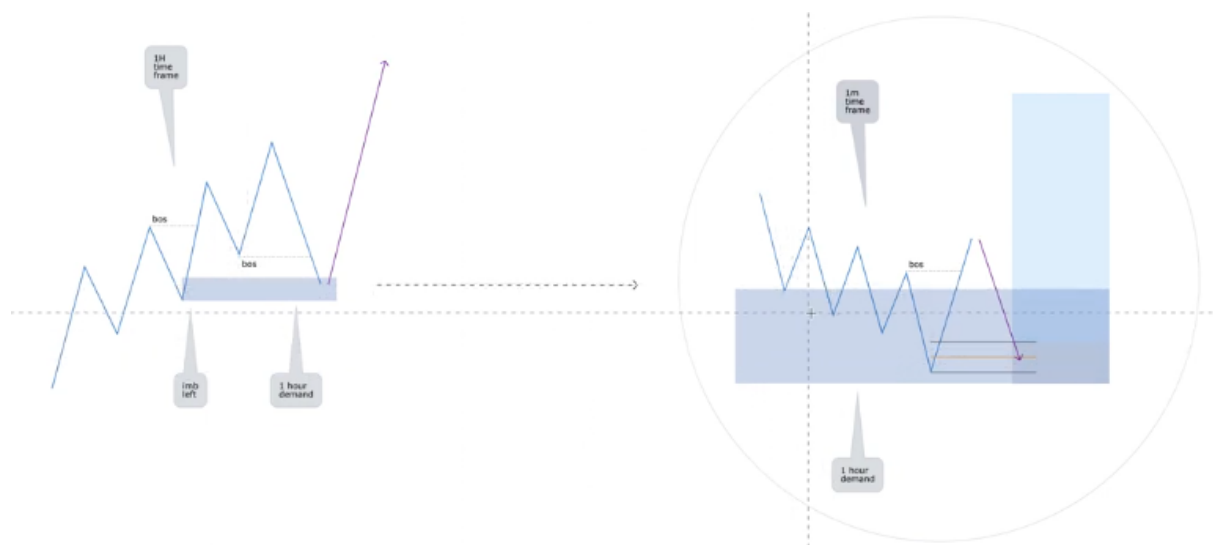 1H
time
frame
bos
bos
imb
left
1 hour
demand
1m
time
frame
bos
1 hour
demand